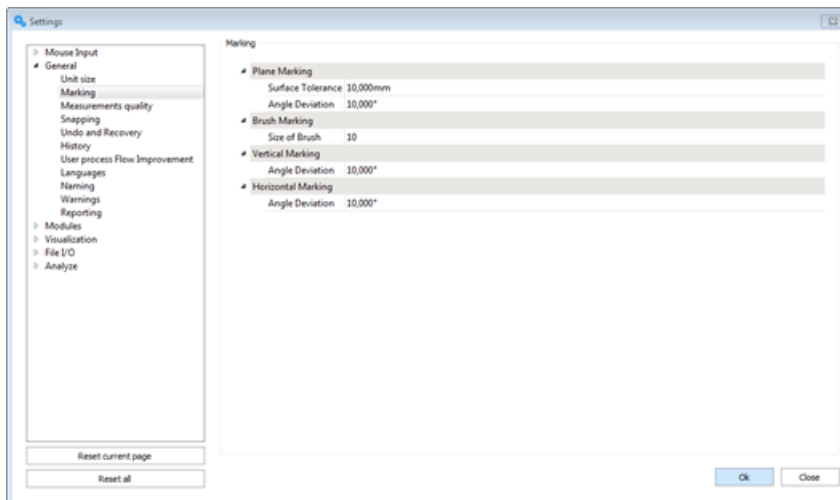 Settings
Mouse Input
General
Unit size
Marking
Measurements quality
Snapping
Undo and Recovery
History
User process Flow Improvement
Languages
Naming
Warnings
Reporting
Modules
Visualization
File I/O
Analyze
Reset current page
Reset all
Marking
Plane Marking
Surface Tolerance 10,000mm
Angle Deviation 10,000°
Brush Marking
Size of Brush 10
Vertical Marking
Angle Deviation 10,000°
Horizontal Marking
Angle Deviation 10,000°
Ok
Close